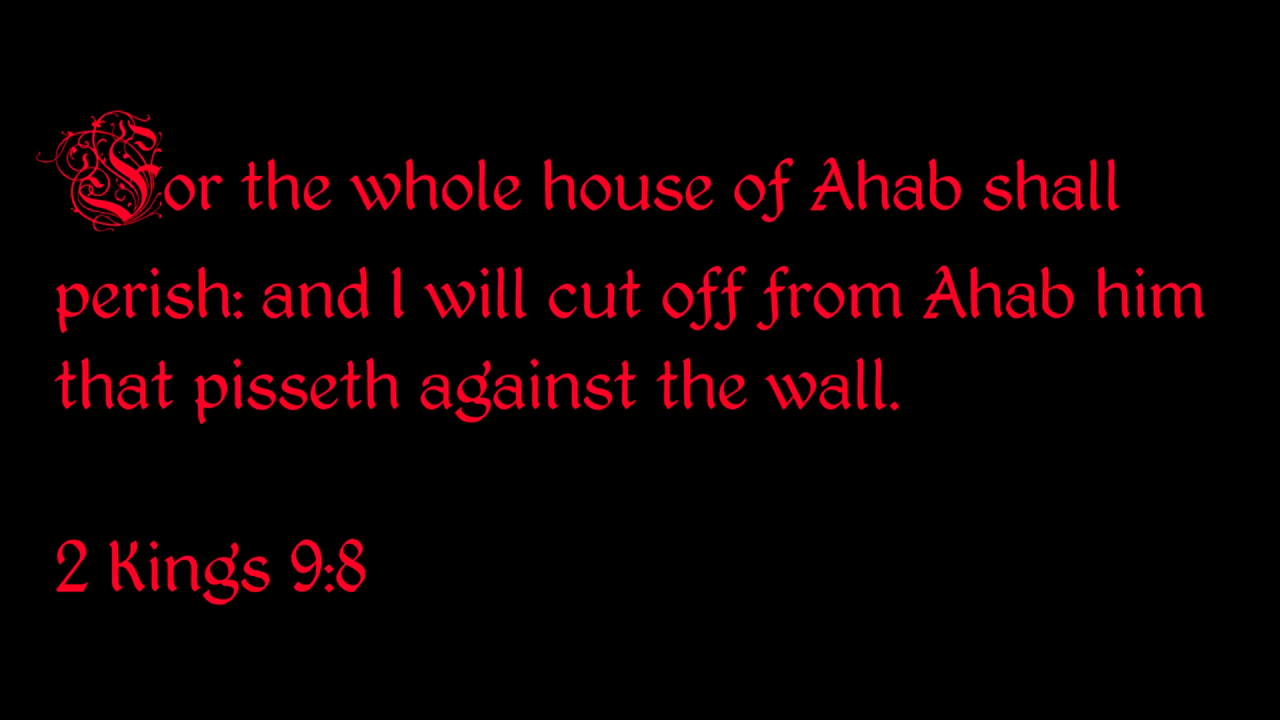 For the whole house of Ahab shall
perish: and I will cut off from Ahab him
that pisseth against the wall.
2 Kings 9:8